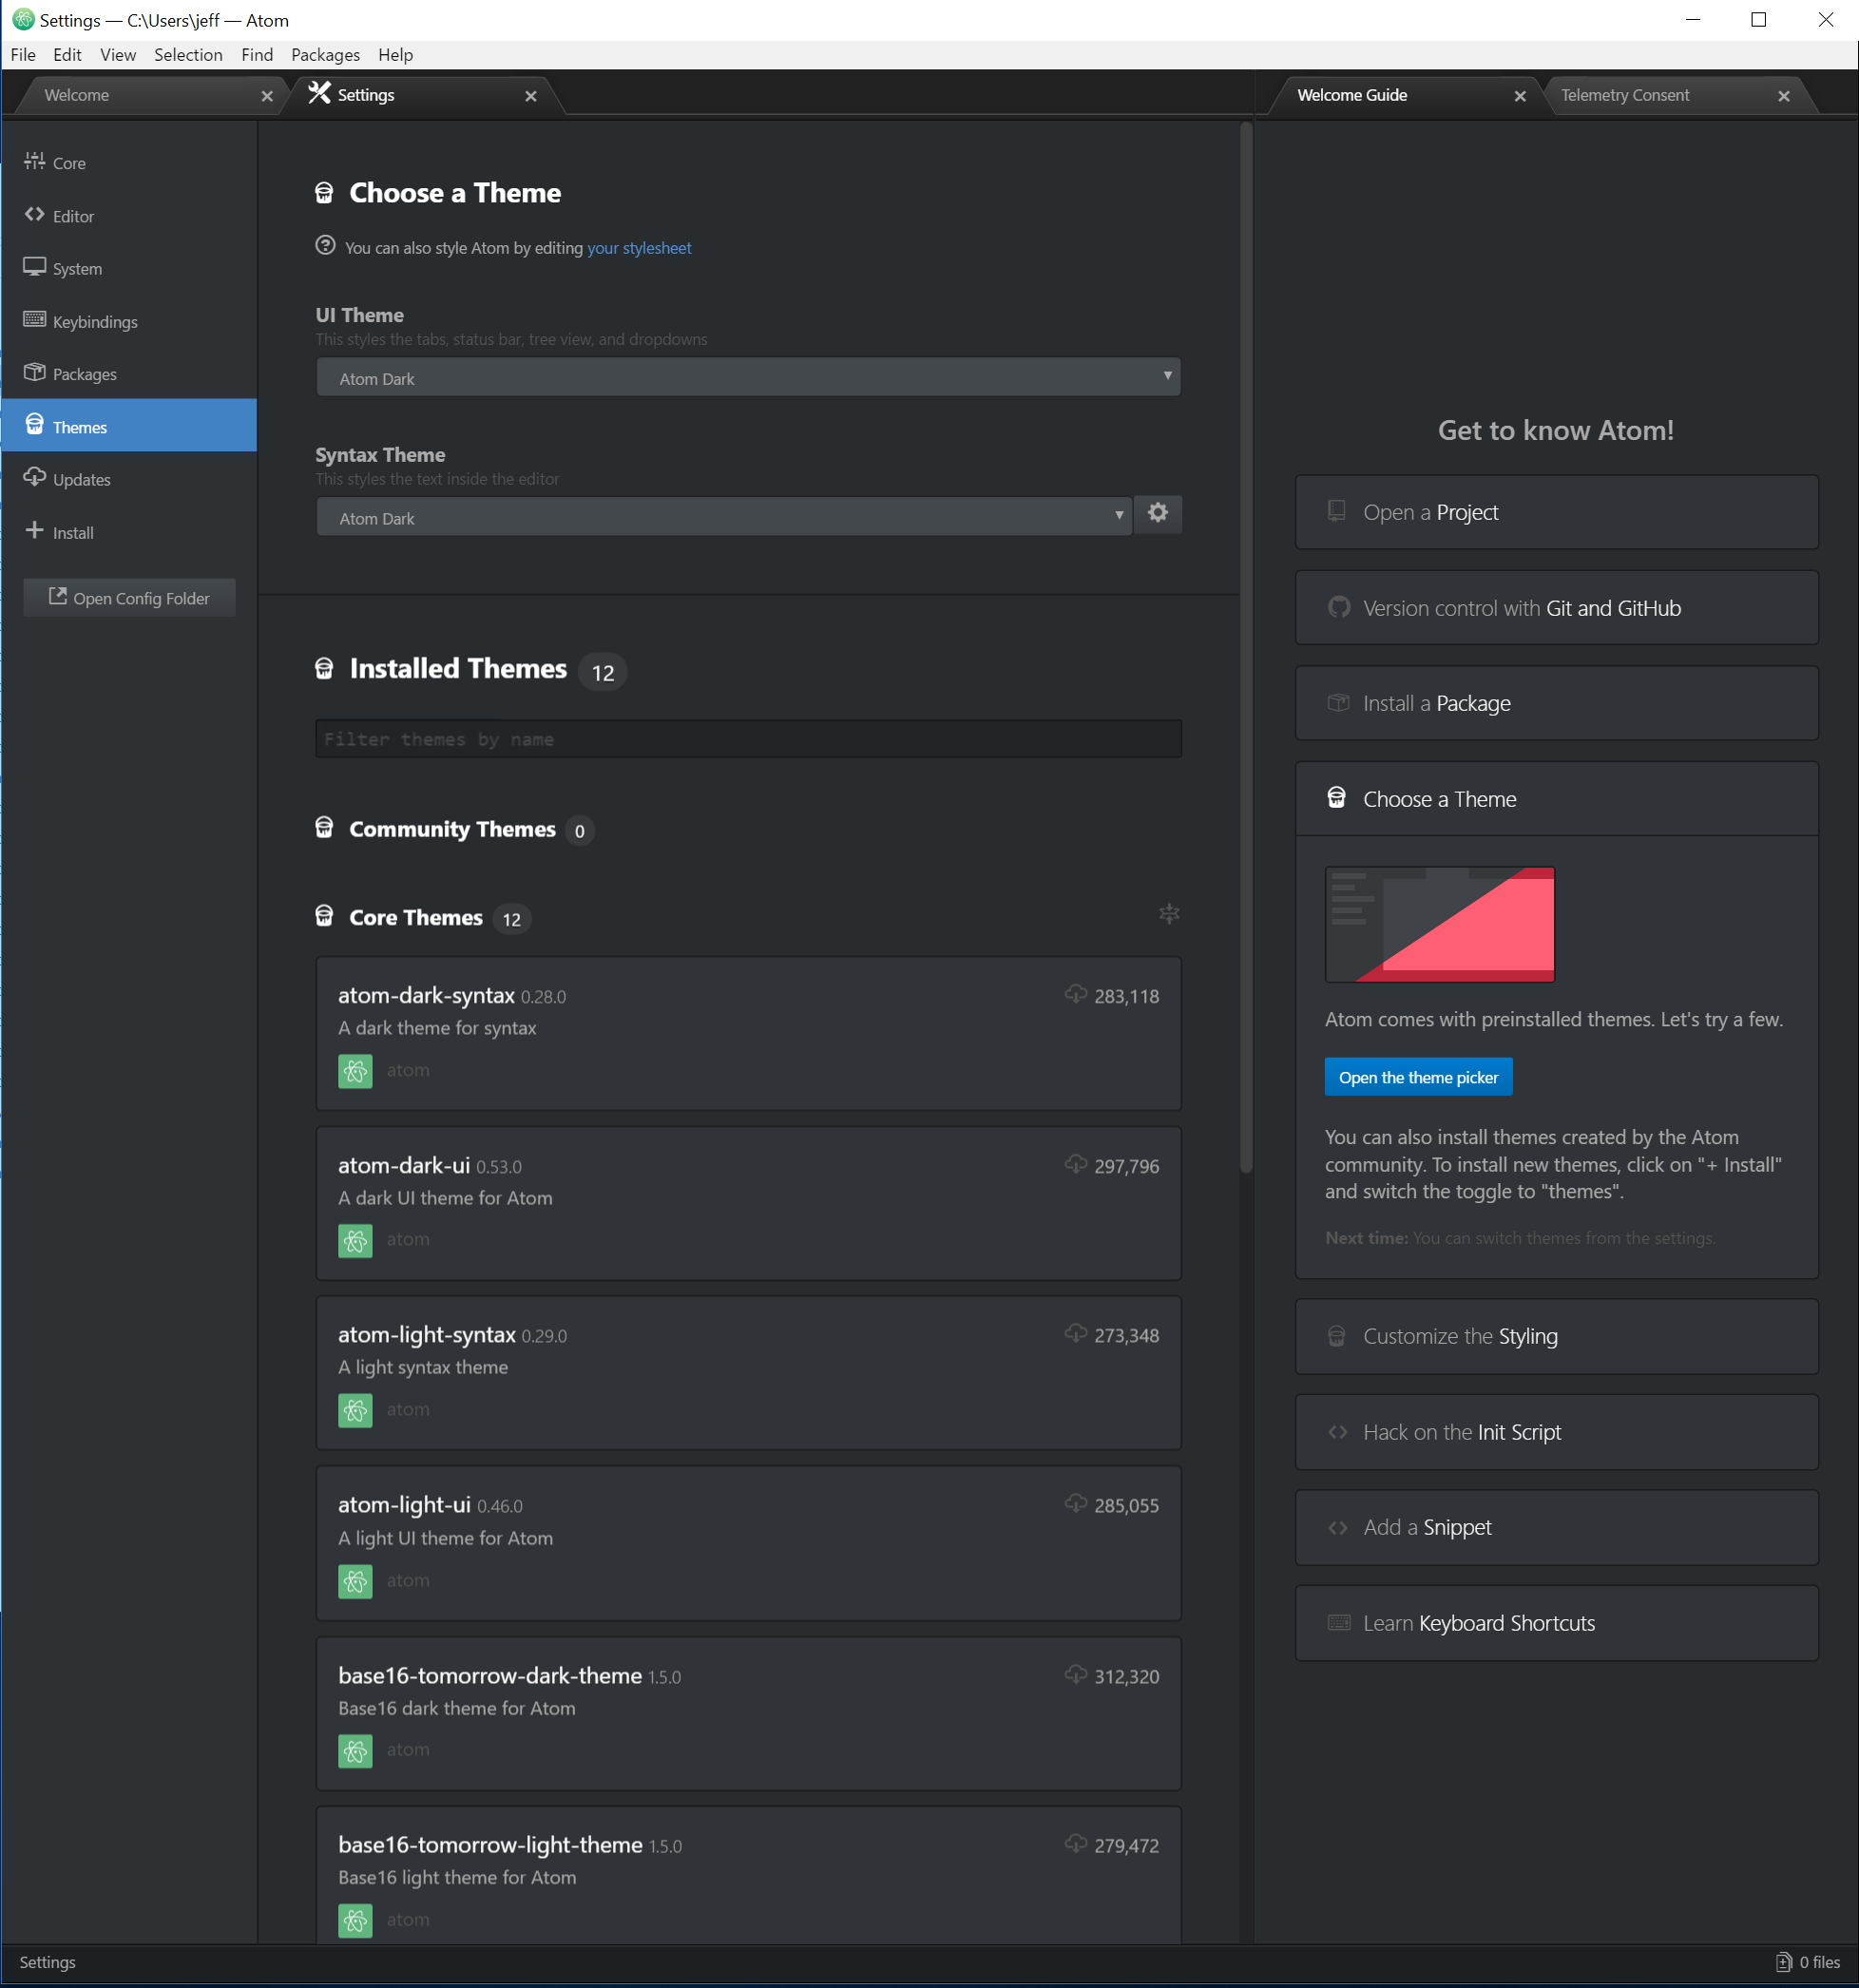 Settings — C:\Users\jeff — Atom
File Edit View Selection Find Packages Help
Welcome
Settings
Welcome Guide
Telemetry Consent
Core
Editor
System
Keybindings
Packages
Themes
Updates
Install
Open Config Folder
Choose a Theme
You can also style Atom by editing your stylesheet
UI Theme
This styles the tabs, status bar, tree view, and dropdowns
Atom Dark
Syntax Theme
This styles the text inside the editor
Atom Dark
Installed Themes 12
Filter themes by name
Community Themes 0
Core Themes 12
atom-dark-syntax 0.28.0 283,118
A dark theme for syntax
atom
atom-dark-ui 0.53.0 297,796
A dark UI theme for Atom
atom
atom-light-syntax 0.29.0 273,348
A light syntax theme
atom
atom-light-ui 0.46.0 285,055
A light UI theme for Atom
atom
base16-tomorrow-dark-theme 1.5.0 312,320
Base16 dark theme for Atom
atom
base16-tomorrow-light-theme 1.5.0 279,472
Base16 light theme for Atom
atom
Get to know Atom!
Open a Project
Version control with Git and GitHub
Install a Package
Choose a Theme
Atom comes with preinstalled themes. Let's try a few.
Open the theme picker
You can also install themes created by the Atom
community. To install new themes, click on "+ Install"
and switch the toggle to "themes".
Next time: You can switch themes from the settings.
Customize the Styling
Hack on the Init Script
Add a Snippet
Learn Keyboard Shortcuts
Settings
0 files